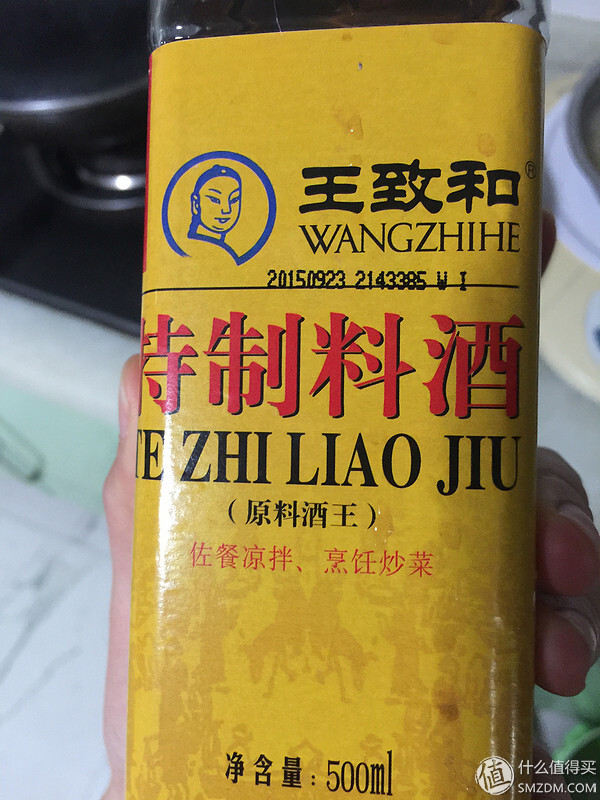 王致和®
WANGZHIHE
20150923 2143385 W I
特制料酒
TE ZHI LIAO JIU
（原料酒王）
佐餐凉拌、烹饪炒菜
净含量：500ml
值 什么值得买
SMZDM.COM